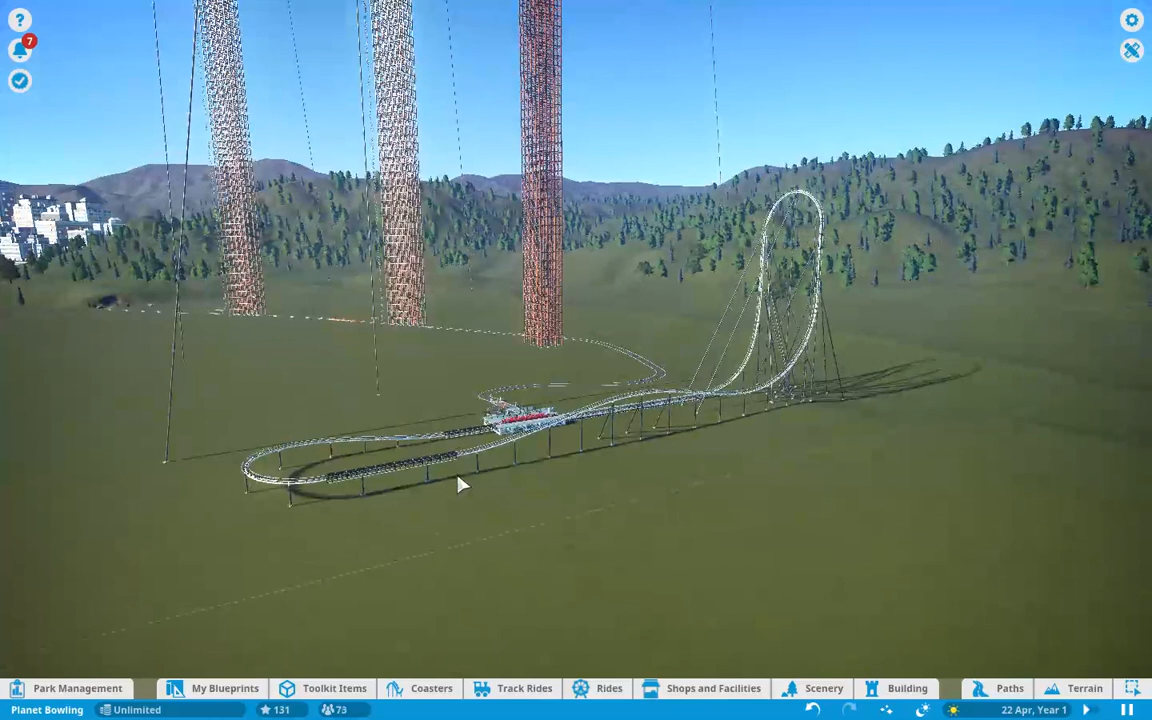 ?
7
Park Management
My Blueprints
Toolkit Items
Coasters
Track Rides
Rides
Shops and Facilities
Scenery
Building
Paths
Terrain
Planet Bowling
Unlimited
131
73
22 Apr, Year 1